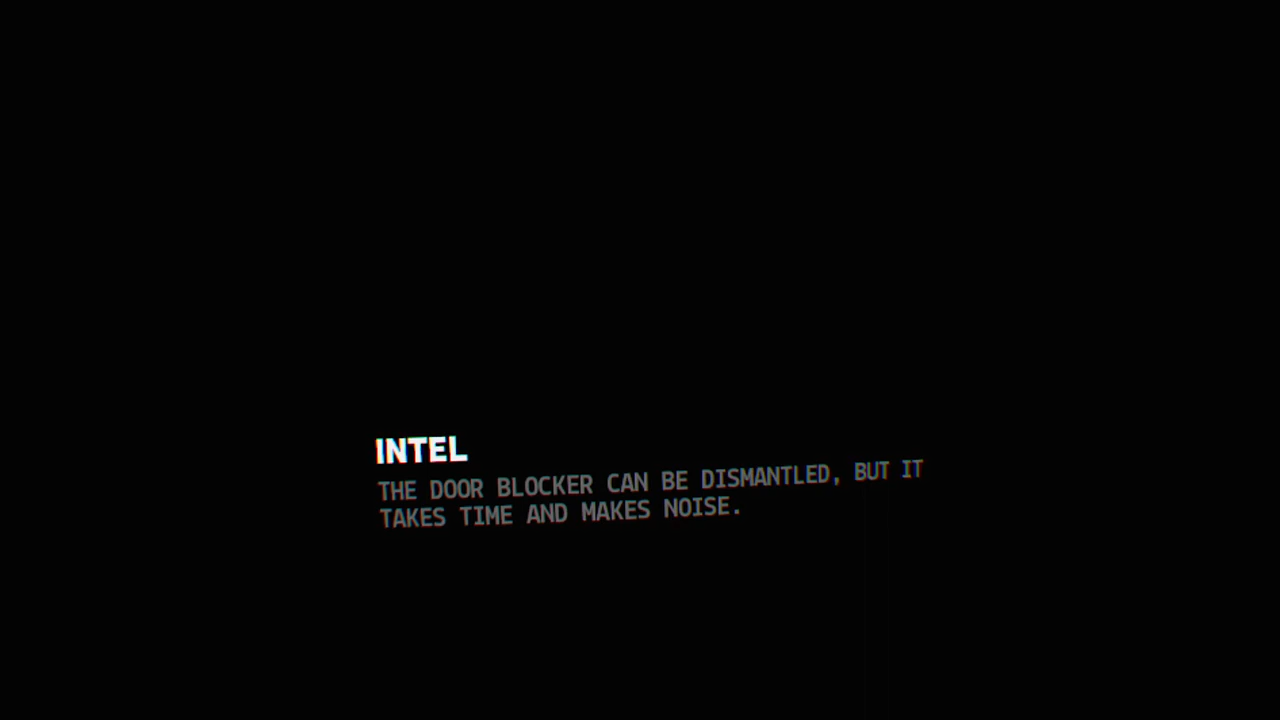 INTEL
THE DOOR BLOCKER CAN BE DISMANTLED, BUT IT
TAKES TIME AND MAKES NOISE.